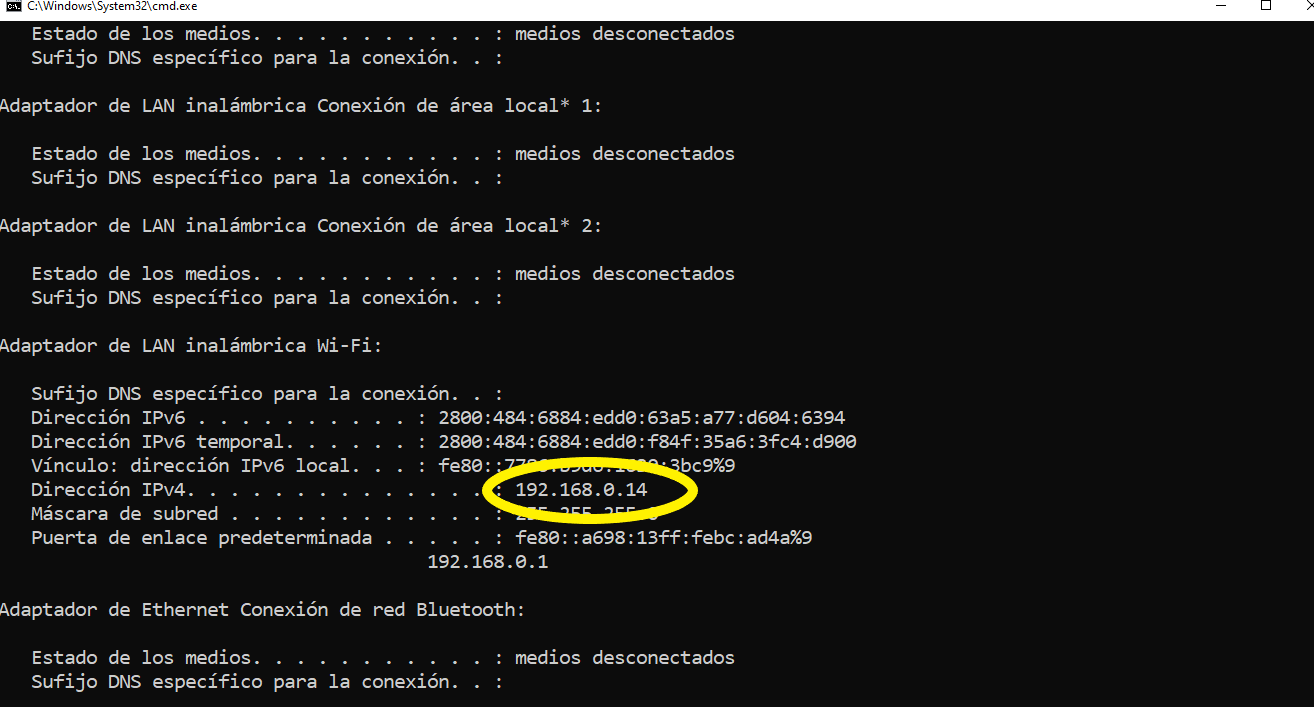 C:\Windows\System32\cmd.exe
Estado de los medios. . . . . . . . . . . : medios desconectados
Sufijo DNS específico para la conexión. . :
Adaptador de LAN inalámbrica Conexión de área local* 1:
Estado de los medios. . . . . . . . . . . : medios desconectados
Sufijo DNS específico para la conexión. . :
Adaptador de LAN inalámbrica Conexión de área local* 2:
Estado de los medios. . . . . . . . . . . : medios desconectados
Sufijo DNS específico para la conexión. . :
Adaptador de LAN inalámbrica Wi-Fi:
Sufijo DNS específico para la conexión. . :
Dirección IPv6 . . . . . . . . . . : 2800:484:6884:edd0:63a5:a77:d604:6394
Dirección IPv6 temporal. . . . . . : 2800:484:6884:edd0:f84f:35a6:3fc4:d900
Vínculo: dirección IPv6 local. . . : fe80::
Dirección IPv4. . . . . . . . . . . . . . : 192.168.0.14
Máscara de subred . . . . . . . . . . . . : 255.255.255.0
Puerta de enlace predeterminada . . . . . : fe80::a698:13ff:febc:ad4a%9
192.168.0.1
Adaptador de Ethernet Conexión de red Bluetooth:
Estado de los medios. . . . . . . . . . . : medios desconectados
Sufijo DNS específico para la conexión. . :